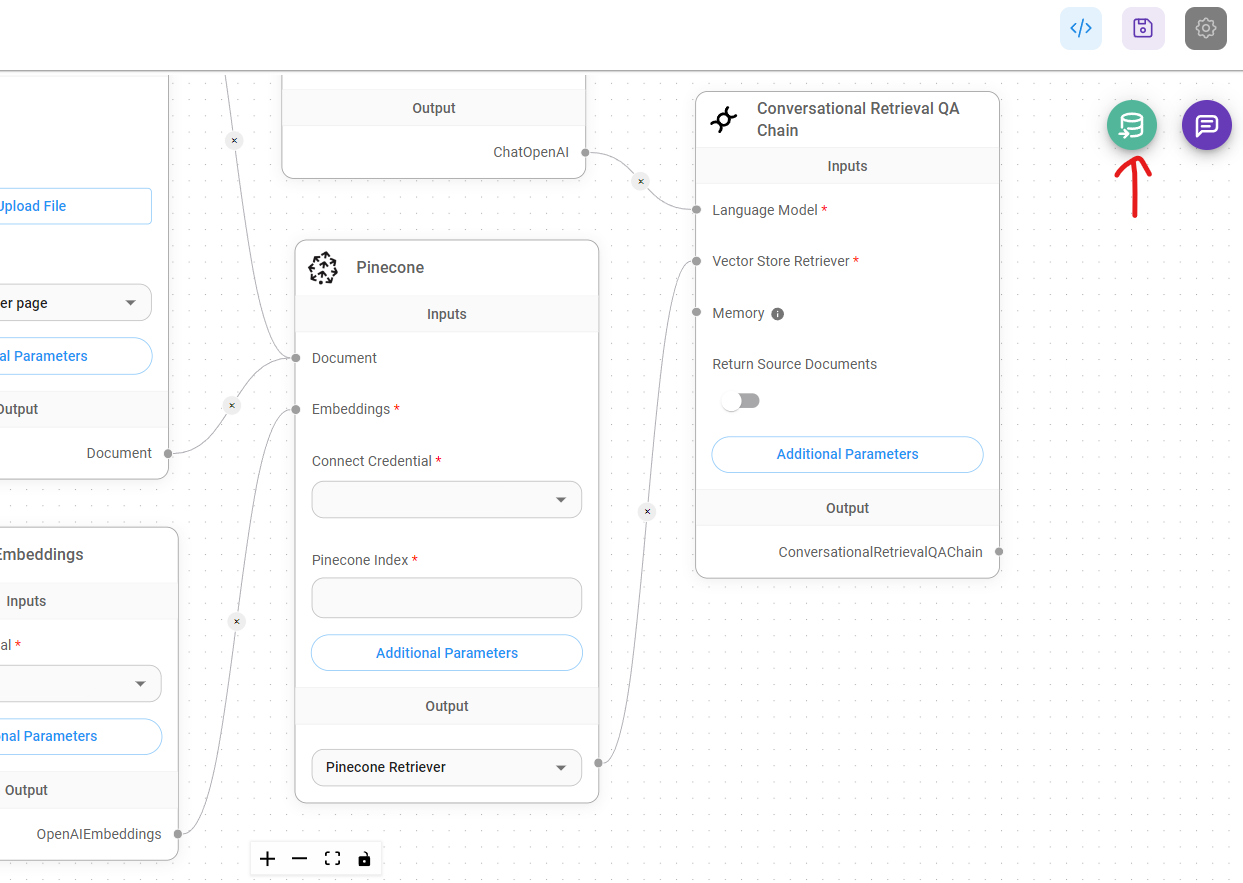 </>
Output
ChatOpenAI
Upload File
er page
al Parameters
Output
Document
Embeddings
Inputs
al *
nal Parameters
Output
OpenAIEmbeddings
Pinecone
Inputs
Document
Embeddings *
Connect Credential *
Pinecone Index *
Additional Parameters
Output
Pinecone Retriever
Conversational Retrieval QA
Chain
Inputs
Language Model *
Vector Store Retriever *
Memory i
Return Source Documents
Additional Parameters
Output
ConversationalRetrievalQAChain